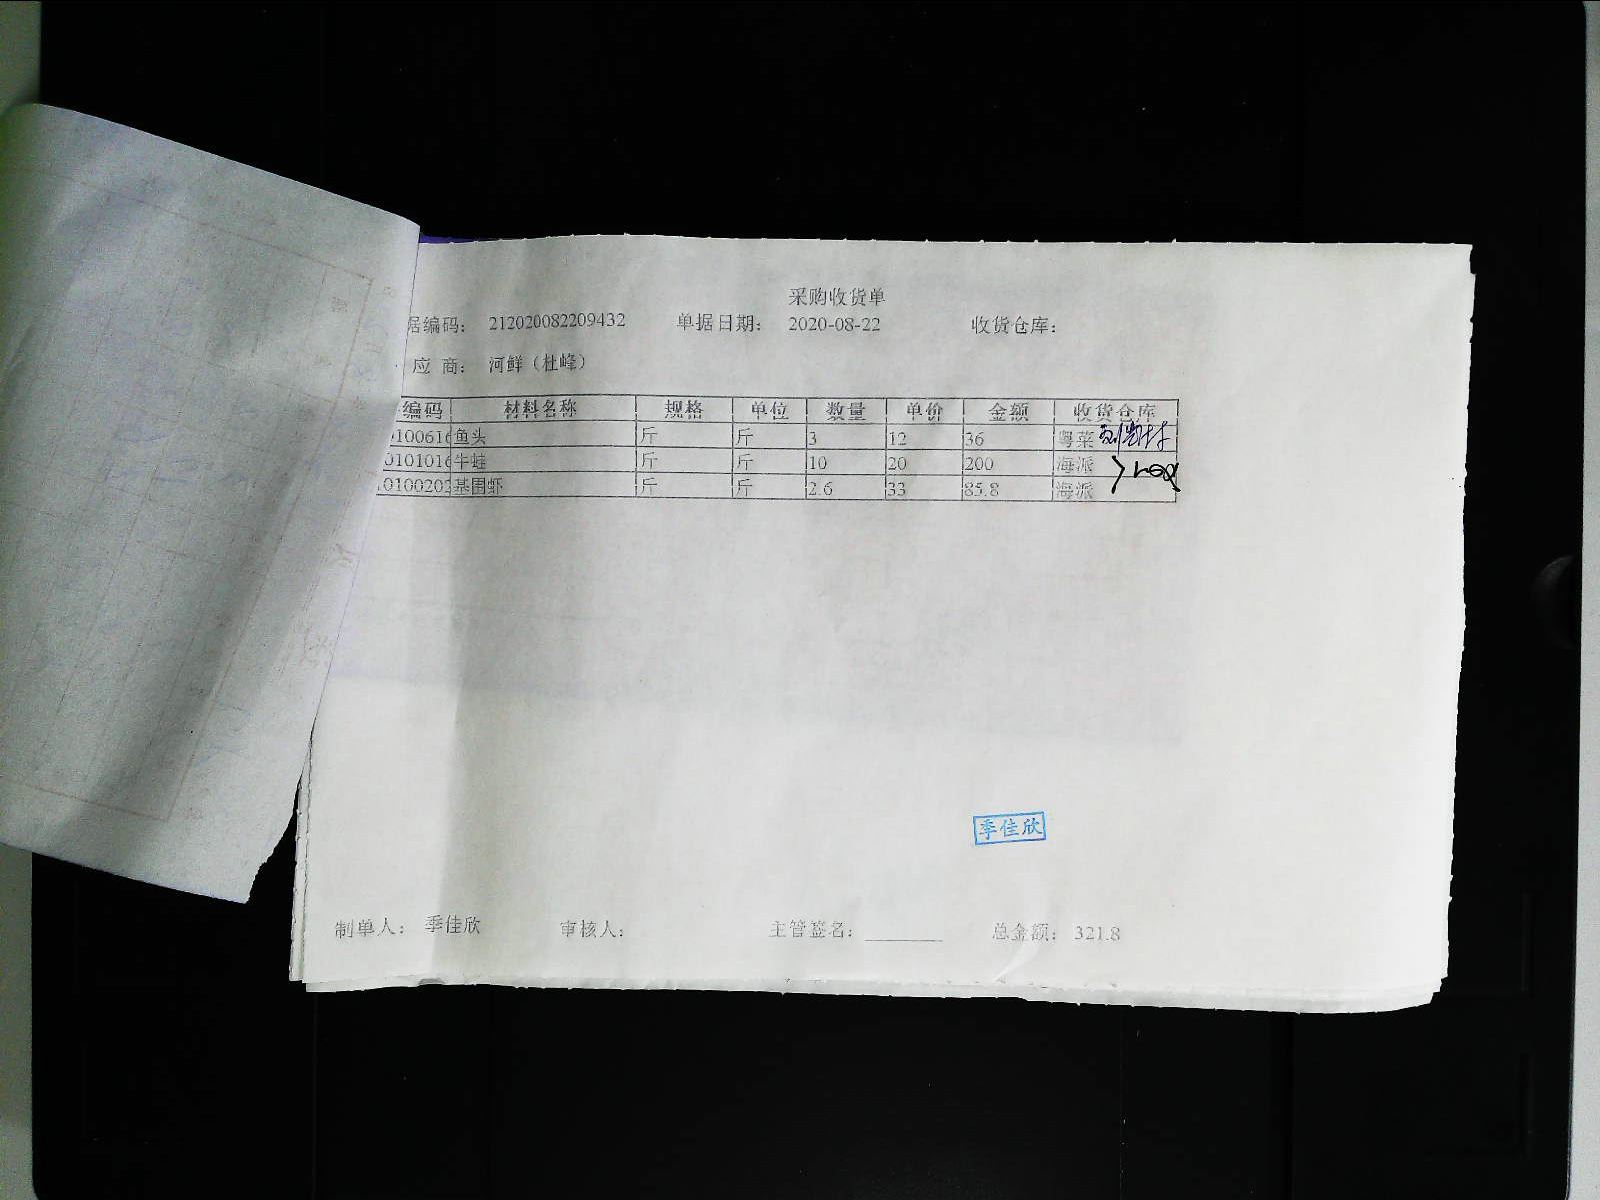 采购收货单
据编码: 212020082209432 单据日期: 2020-08-22 收货仓库:
应 商: 河鲜（杜峰）
编码 材料名称 规格 单位 数量 单价 金额 收货仓库
0100616 鱼头 斤 斤 3 12 36 粤菜
0101016 牛蛙 斤 斤 10 20 200 海派
0100202 基围虾 斤 斤 2.6 33 85.8 海派
季佳欣
制单人: 季佳欣 审核人: 主管签名: 总金额: 321.8